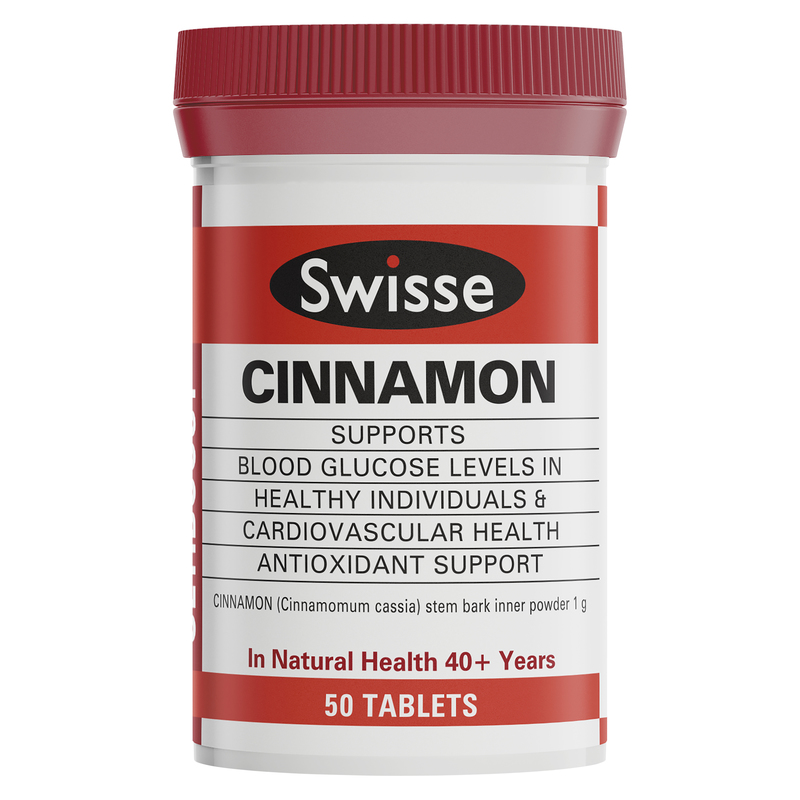 Swisse
CINNAMON
SUPPORTS
BLOOD GLUCOSE LEVELS IN
HEALTHY INDIVIDUALS &
CARDIOVASCULAR HEALTH
ANTIOXIDANT SUPPORT
CINNAMON (Cinnamomum cassia) stem bark inner powder 1 g
In Natural Health 40+ Years
50 TABLETS